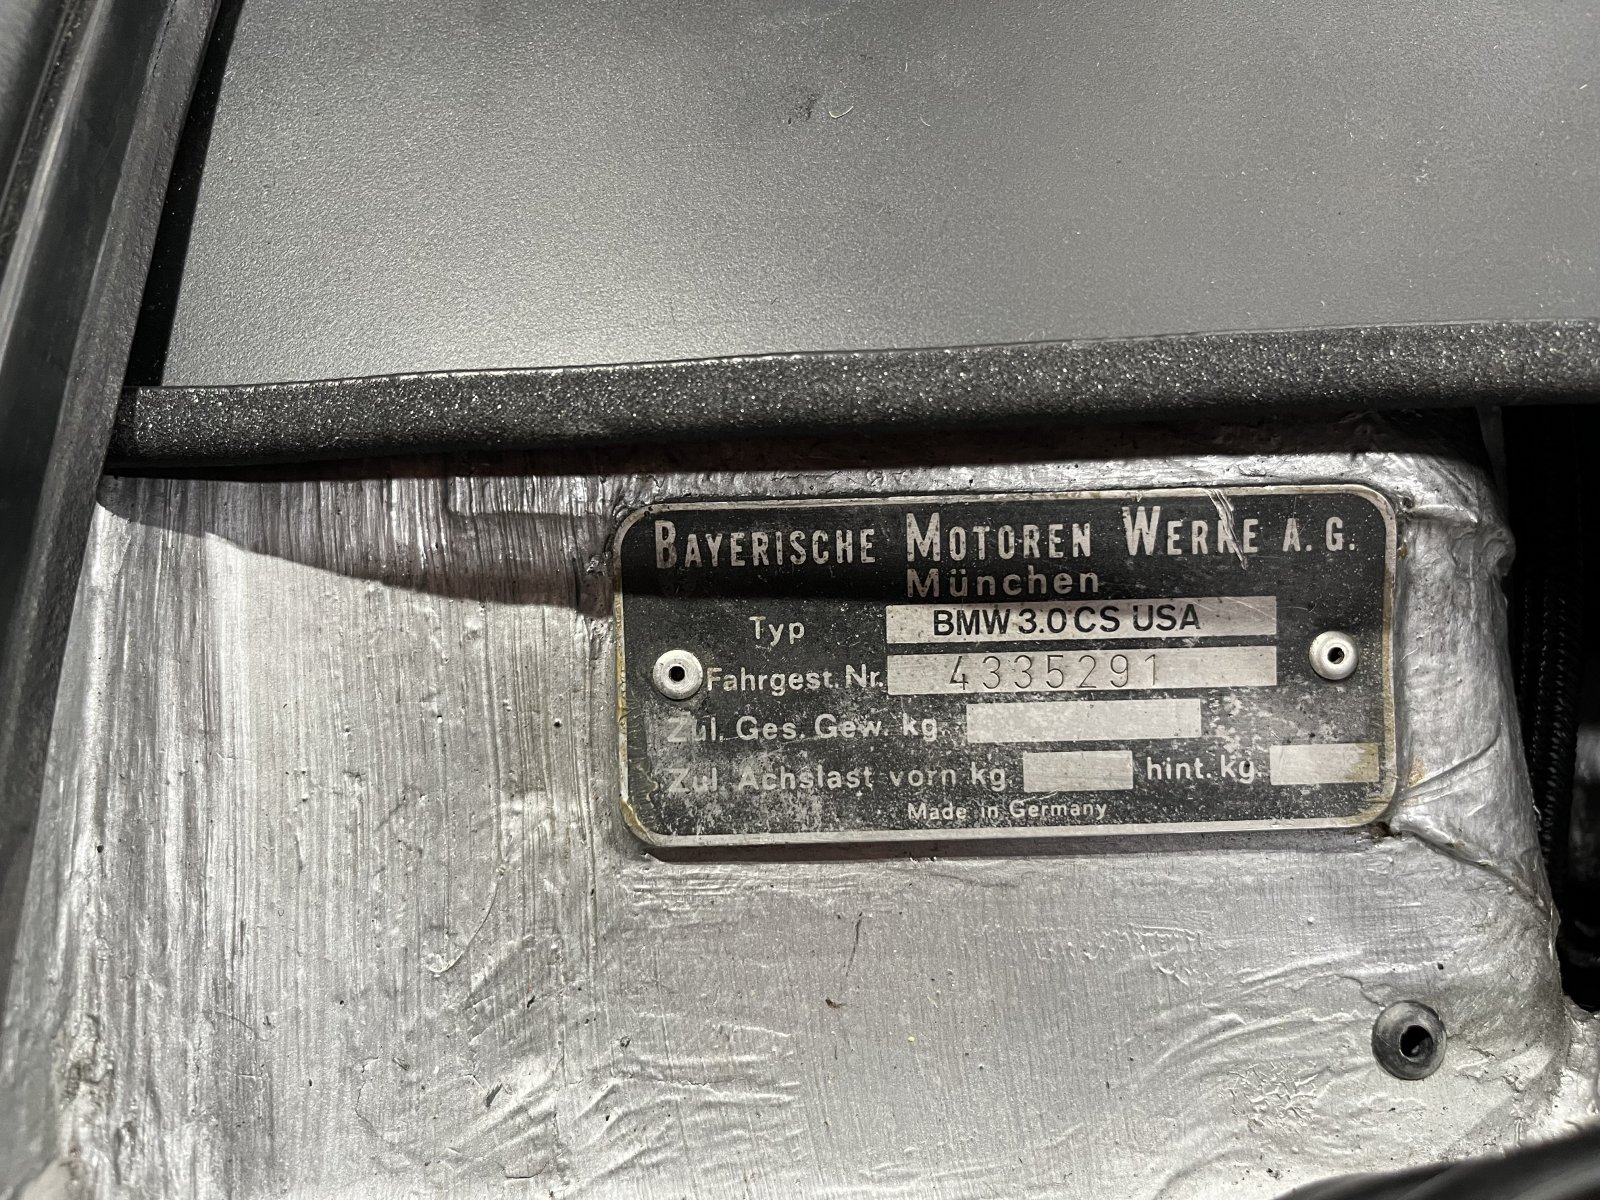 BAYERISCHE MOTOREN WERKE A.G.
München
Typ BMW 3.0 CS USA
Fahrgest. Nr. 4335291
Zul. Ges. Gew. kg.
Zul. Achslast vorn kg. hint. kg.
Made in Germany